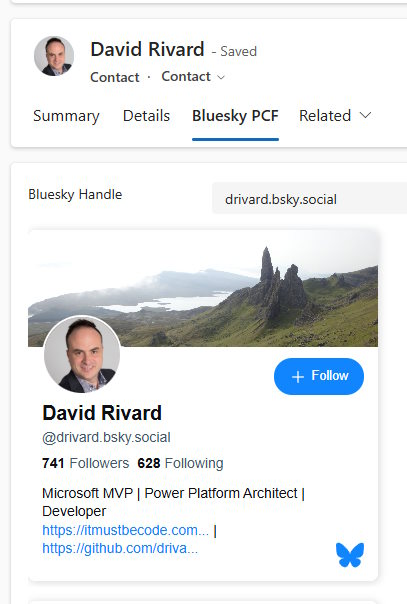 David Rivard - Saved
Contact · Contact
Summary Details Bluesky PCF Related
Bluesky Handle drivard.bsky.social
+ Follow
David Rivard
@drivard.bsky.social
741 Followers 628 Following
Microsoft MVP | Power Platform Architect |
Developer
https://itmustbecode.com... |
https://github.com/driva...